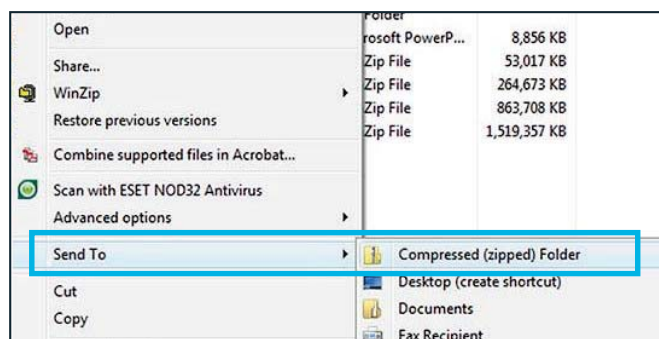 Folder
Open
rosoft PowerP... 8,856 KB
Share...
Zip File 53,017 KB
WinZip
Zip File 264,673 KB
Restore previous versions
Zip File 863,708 KB
Zip File 1,519,357 KB
Combine supported files in Acrobat...
Scan with ESET NOD32 Antivirus
Advanced options
Send To
Compressed (zipped) Folder
Cut
Desktop (create shortcut)
Copy
Documents
Fax Recipient